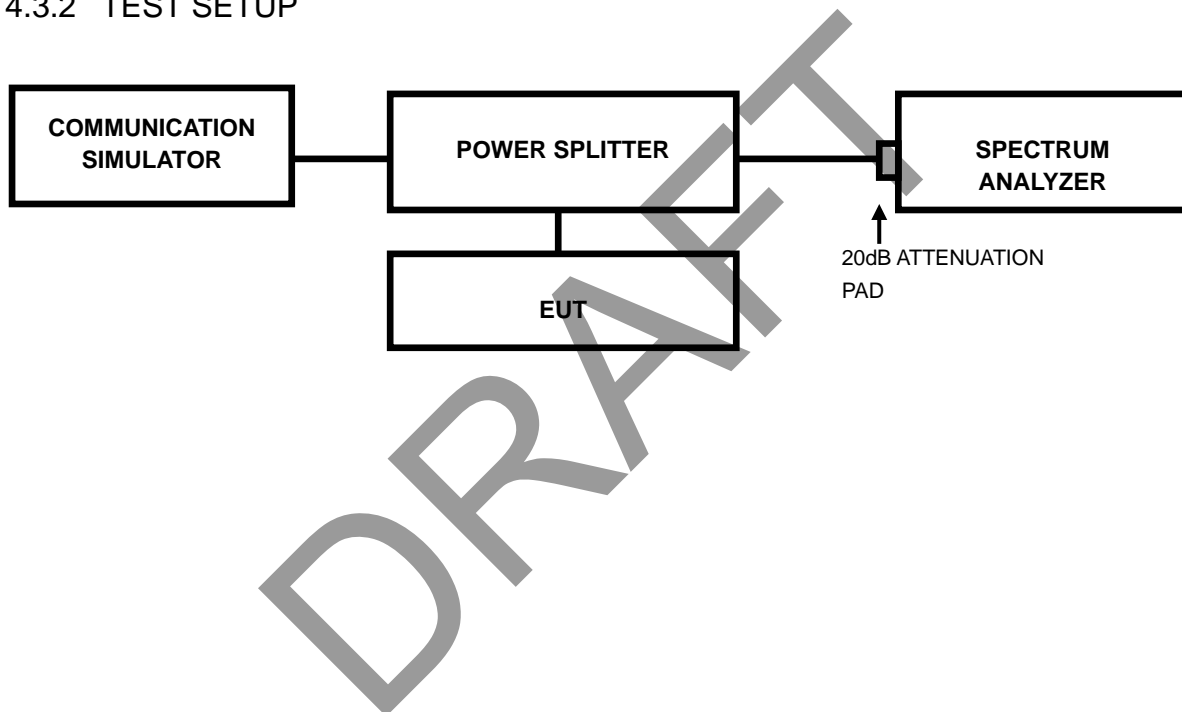 4.3.2 TEST SETUP
COMMUNICATION
SIMULATOR
POWER SPLITTER
SPECTRUM
ANALYZER
20dB ATTENUATION
PAD
EUT
DRAFT